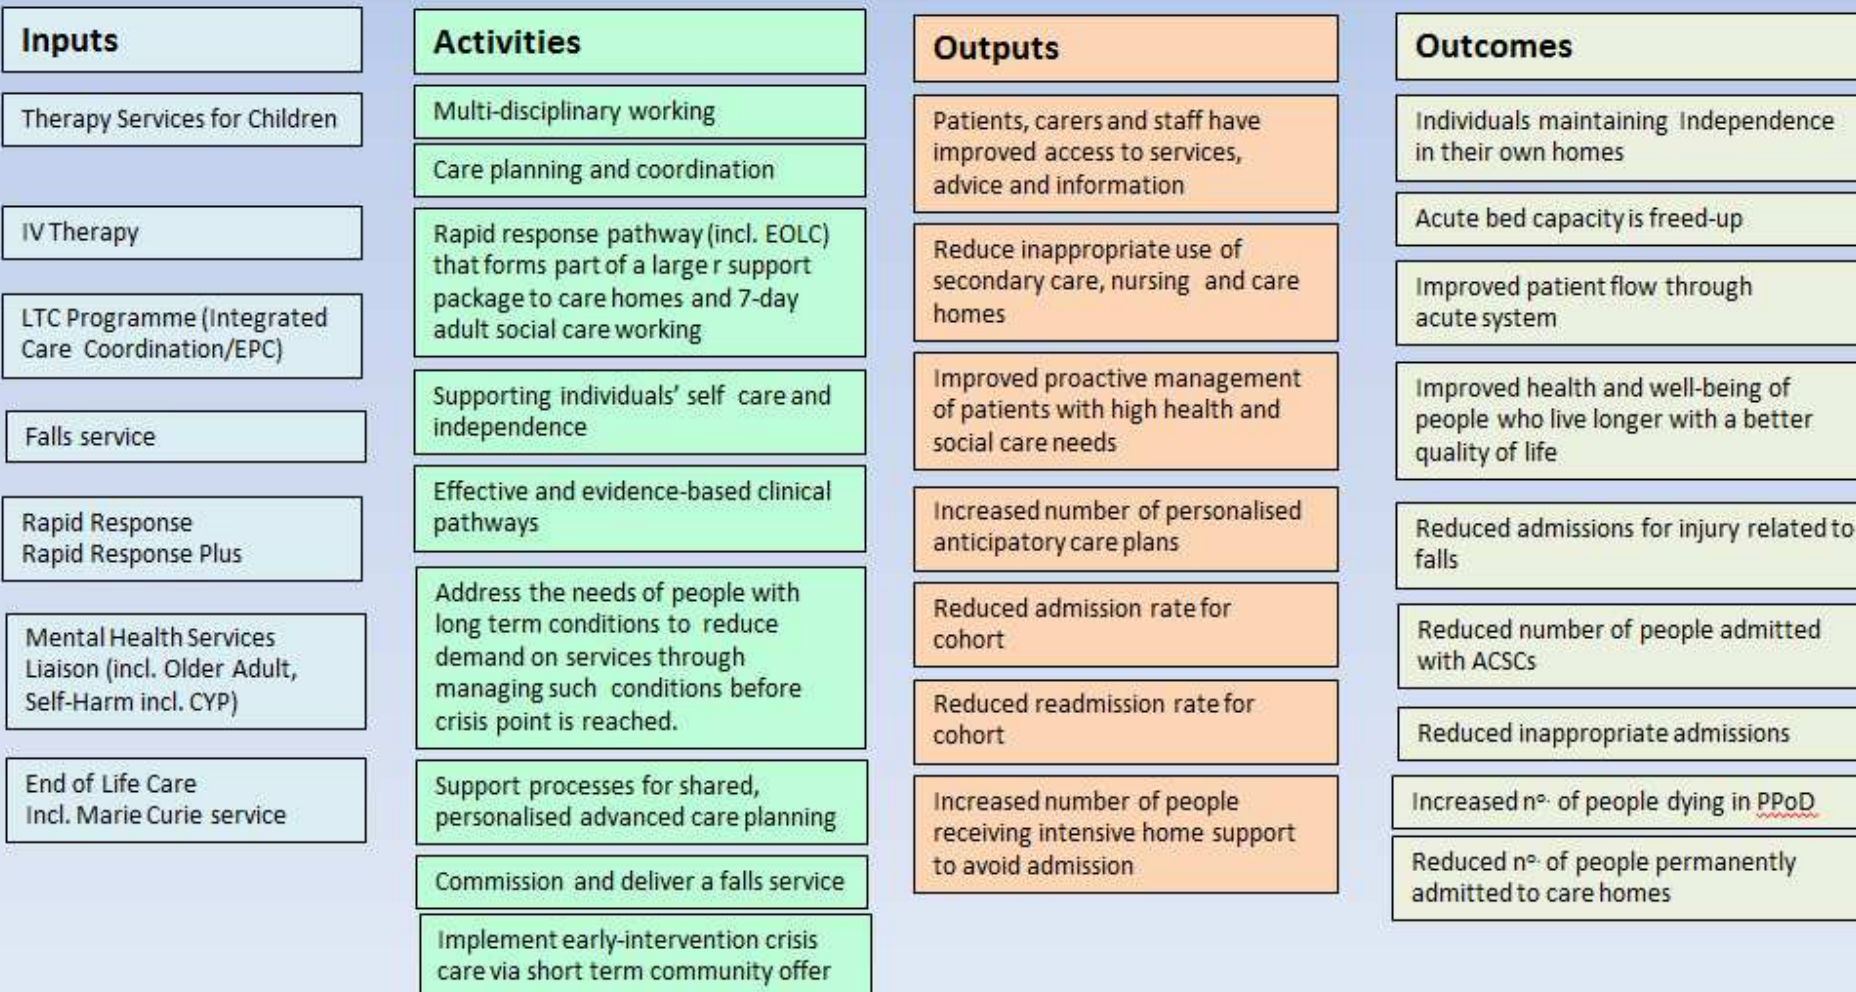 Inputs
Therapy Services for Children
IV Therapy
LTC Programme (Integrated
Care Coordination/EPC)
Falls service
Rapid Response
Rapid Response Plus
Mental Health Services
Liaison (incl. Older Adult,
Self-Harm incl. CYP)
End of Life Care
Incl. Marie Curie service
Activities
Multi-disciplinary working
Care planning and coordination
Rapid response pathway (incl. EOLC)
that forms part of a large r support
package to care homes and 7-day
adult social care working
Supporting individuals' self care and
independence
Effective and evidence-based clinical
pathways
Address the needs of people with
long term conditions to reduce
demand on services through
managing such conditions before
crisis point is reached.
Support processes for shared,
personalised advanced care planning
Commission and deliver a falls service
Implement early-intervention crisis
care via short term community offer
Outputs
Patients, carers and staff have
improved access to services,
advice and information
Reduce inappropriate use of
secondary care, nursing and care
homes
Improved proactive management
of patients with high health and
social care needs
Increased number of personalised
anticipatory care plans
Reduced admission rate for
cohort
Reduced readmission rate for
cohort
Increased number of people
receiving intensive home support
to avoid admission
Outcomes
Individuals maintaining Independence
in their own homes
Acute bed capacity is freed-up
Improved patient flow through
acute system
Improved health and well-being of
people who live longer with a better
quality of life
Reduced admissions for injury related to
falls
Reduced number of people admitted
with ACSCs
Reduced inappropriate admissions
Increased nº. of people dying in PPoD
Reduced nº. of people permanently
admitted to care homes